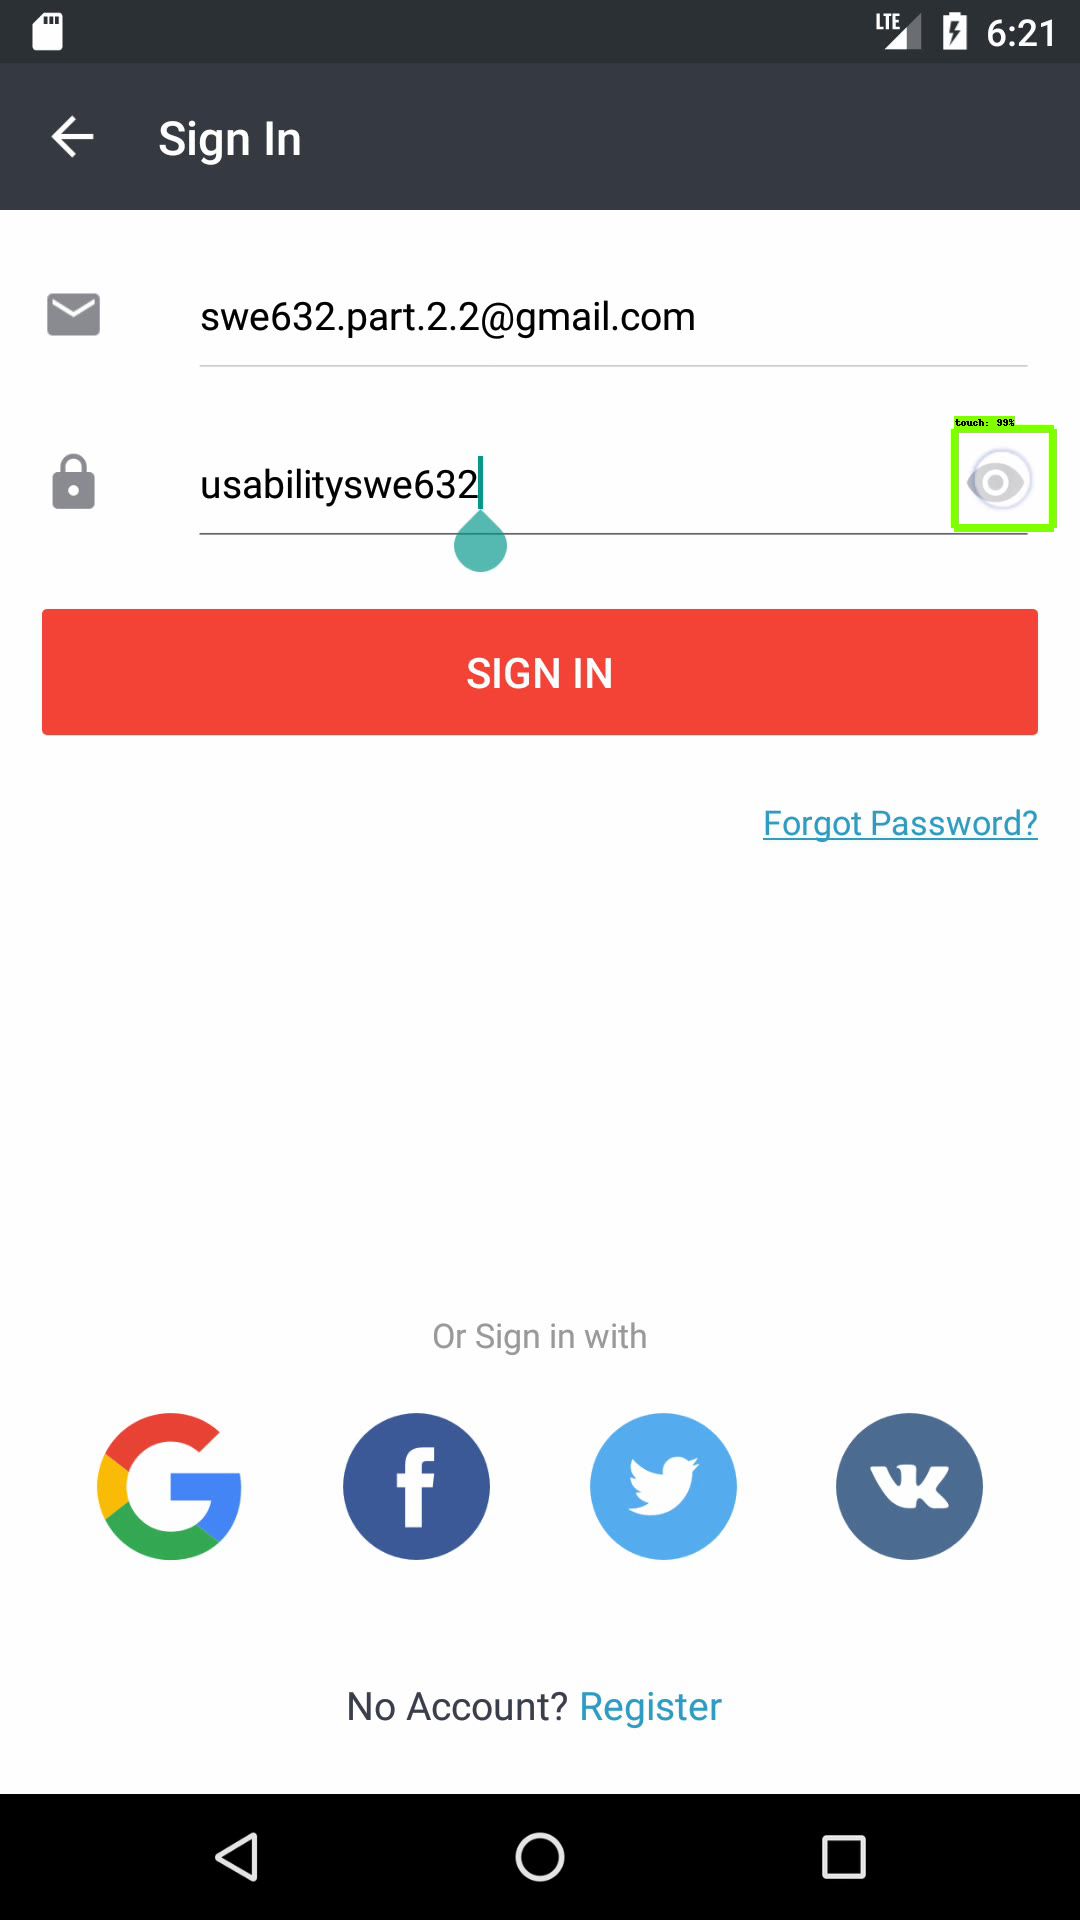 LTE 6:21
Sign In
swe632.part.2.2@gmail.com
touch: 99%
usabilityswe632
SIGN IN
Forgot Password?
Or Sign in with
No Account? Register